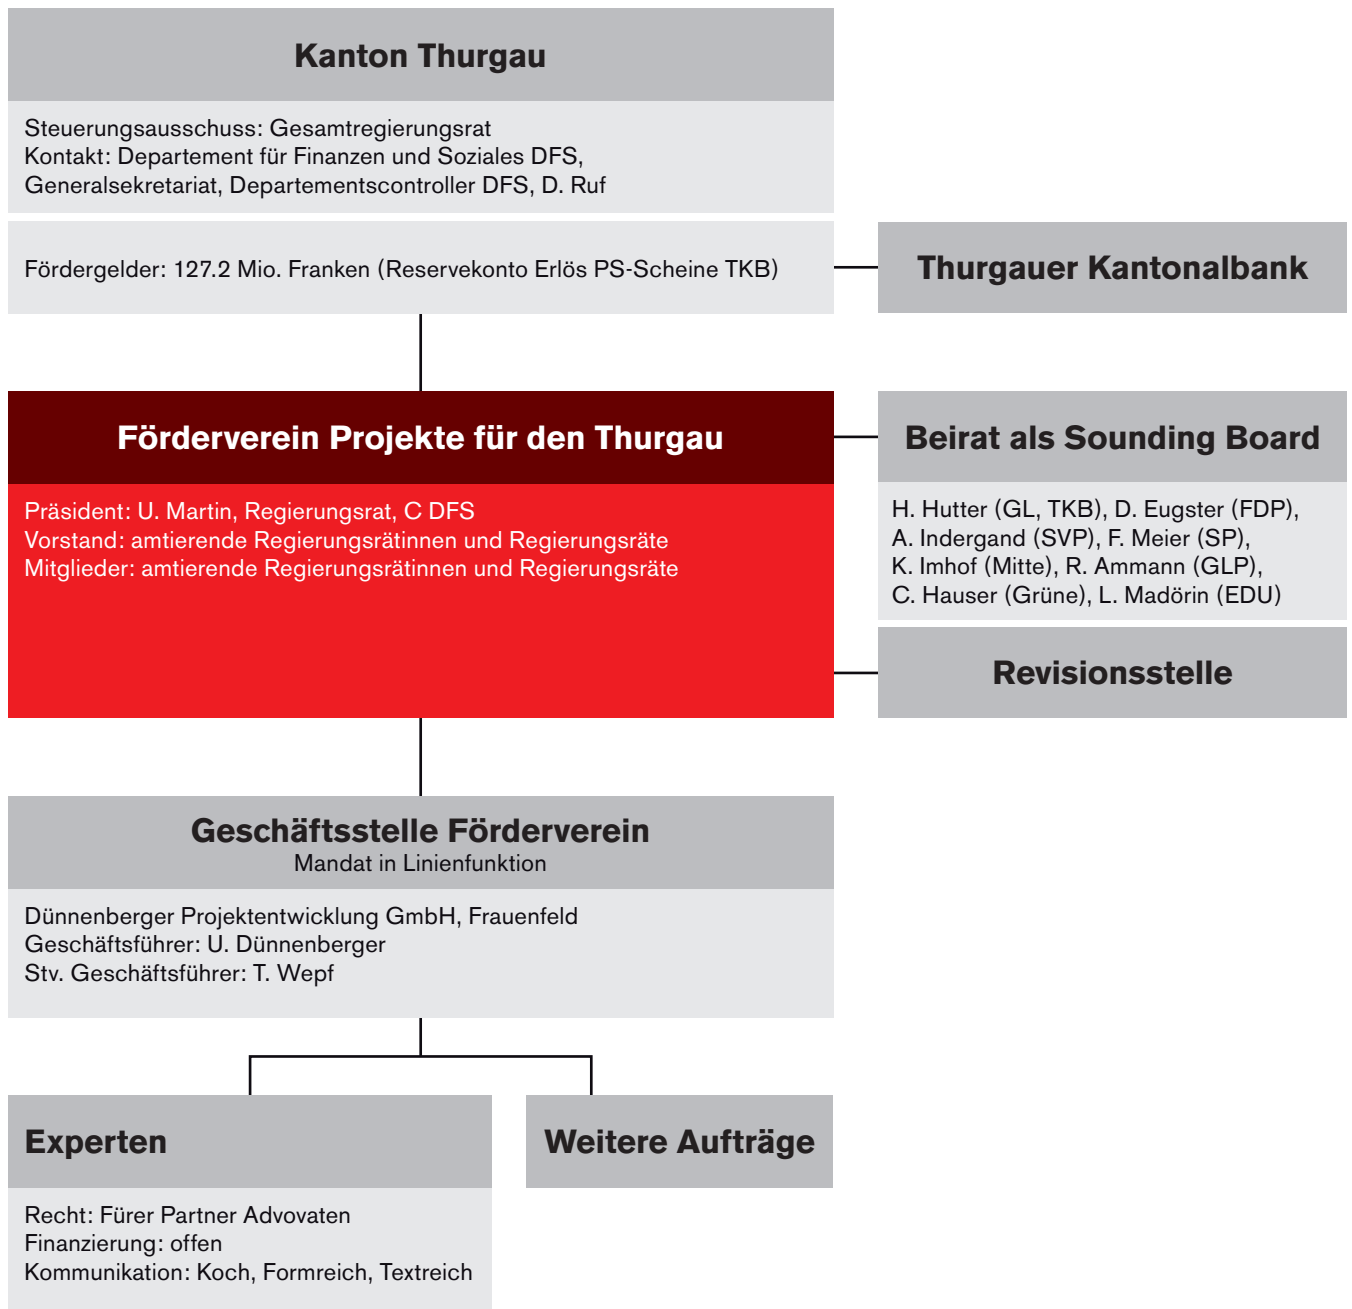 Kanton Thurgau
Steuerungsausschuss: Gesamtregierungsrat
Kontakt: Departement für Finanzen und Soziales DFS,
Generalsekretariat, Departementscontroller DFS, D. Ruf
Fördergelder: 127.2 Mio. Franken (Reservekonto Erlös PS-Scheine TKB)
Thurgauer Kantonalbank
Förderverein Projekte für den Thurgau
Präsident: U. Martin, Regierungsrat, C DFS
Vorstand: amtierende Regierungsrätinnen und Regierungsräte
Mitglieder: amtierende Regierungsrätinnen und Regierungsräte
Beirat als Sounding Board
H. Hutter (GL, TKB), D. Eugster (FDP),
A. Indergand (SVP), F. Meier (SP),
K. Imhof (Mitte), R. Ammann (GLP),
C. Hauser (Grüne), L. Madörin (EDU)
Revisionsstelle
Geschäftsstelle Förderverein
Mandat in Linienfunktion
Dünnenberger Projektentwicklung GmbH, Frauenfeld
Geschäftsführer: U. Dünnenberger
Stv. Geschäftsführer: T. Wepf
Experten
Recht: Fürer Partner Advovaten
Finanzierung: offen
Kommunikation: Koch, Formreich, Textreich
Weitere Aufträge